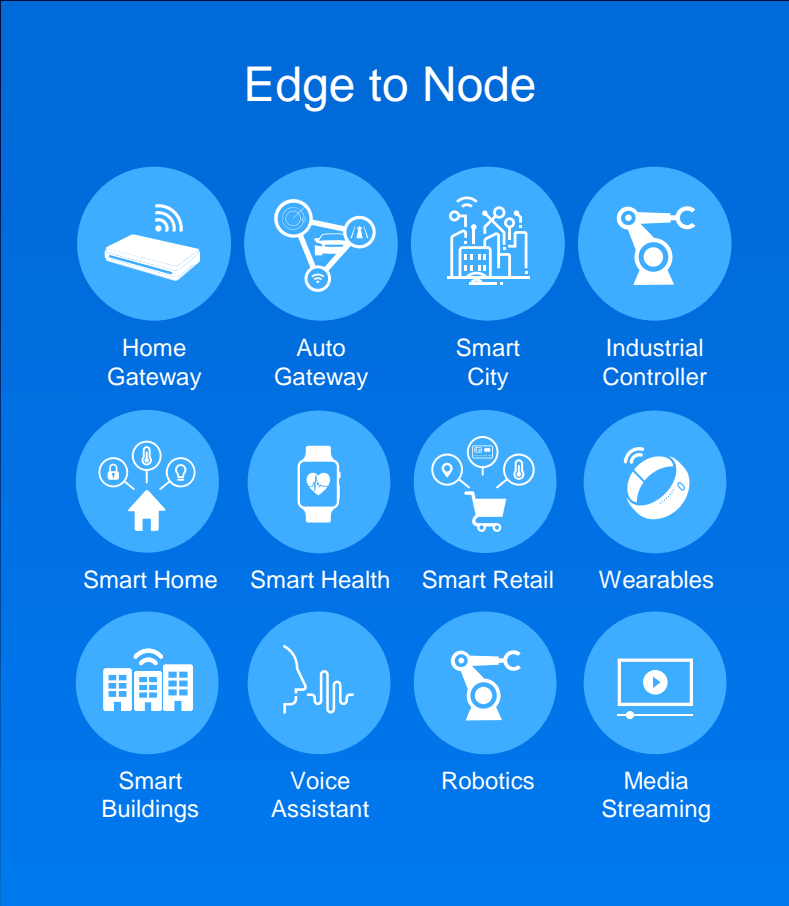 Edge to Node
Home
Gateway
Auto
Gateway
Smart
City
Industrial
Controller
Smart Home
Smart Health
Smart Retail
Wearables
Smart
Buildings
Voice
Assistant
Robotics
Media
Streaming